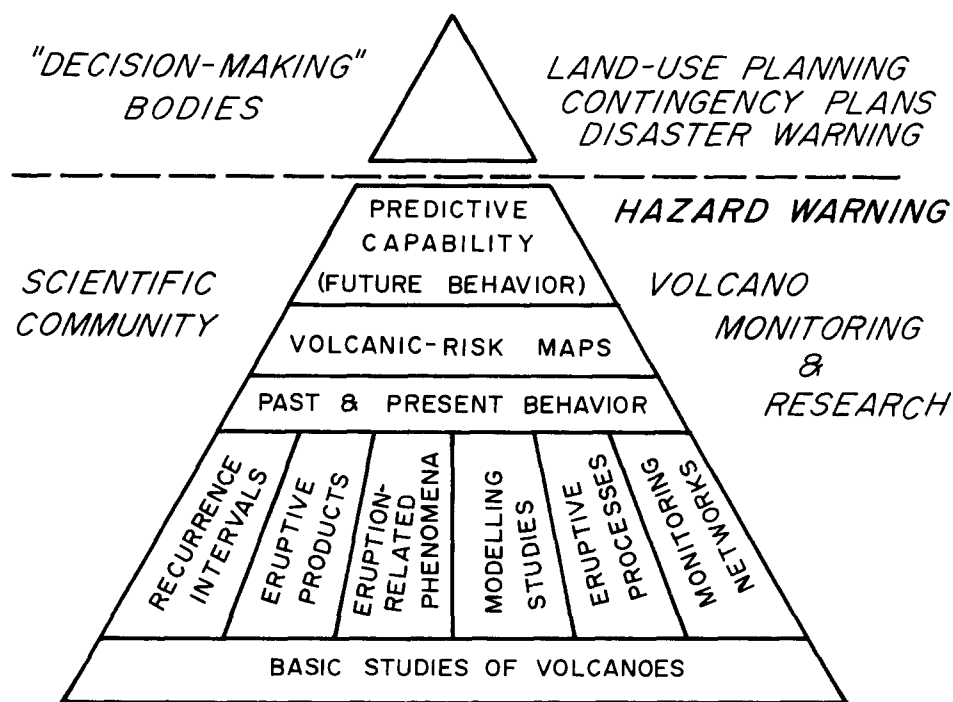 "DECISION-MAKING"
BODIES
LAND-USE PLANNING
CONTINGENCY PLANS
DISASTER WARNING
HAZARD WARNING
PREDICTIVE
CAPABILITY
(FUTURE BEHAVIOR)
SCIENTIFIC
COMMUNITY
VOLCANO
MONITORING
&
RESEARCH
VOLCANIC-RISK MAPS
PAST & PRESENT BEHAVIOR
RECURRENCE
INTERVALS
ERUPTIVE
PRODUCTS
ERUPTION-
RELATED
PHENOMENA
MODELLING
STUDIES
ERUPTIVE
PROCESSES
MONITORING
NETWORKS
BASIC STUDIES OF VOLCANOES